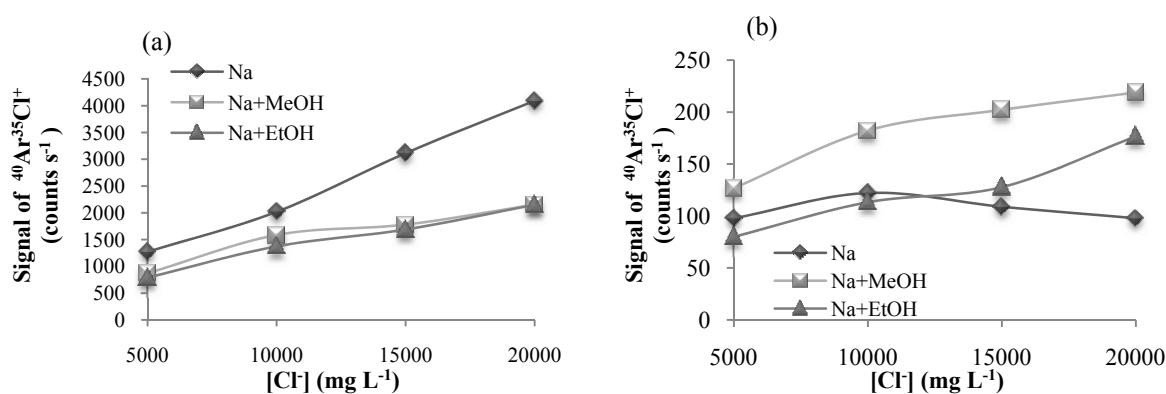 (a)
Na
Na+MeOH
Na+EtOH
4500
4000
3500
3000
2500
2000
1500
1000
500
0
Signal of ⁴⁰Ar³⁵Cl⁺
(counts s⁻¹ )
5000 10000 15000 20000
[Cl⁻] (mg L⁻¹)
(b)
250
200
150
100
50
0
Signal of ⁴⁰Ar³⁵Cl⁺
(counts s⁻¹ )
Na
Na+MeOH
Na+EtOH
5000 10000 15000 20000
[Cl⁻] (mg L⁻¹)